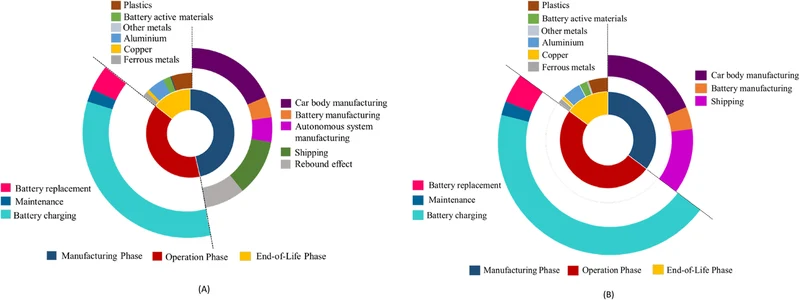 Plastics
Battery active materials
Other metals
Aluminium
Copper
Ferrous metals
Car body manufacturing
Battery manufacturing
Autonomous system
manufacturing
Shipping
Rebound effect
Battery replacement
Maintenance
Battery charging
Manufacturing Phase
Operation Phase
End-of-Life Phase
(A)
Plastics
Battery active materials
Other metals
Aluminium
Copper
Ferrous metals
Car body manufacturing
Battery manufacturing
Shipping
Battery replacement
Maintenance
Battery charging
Manufacturing Phase
Operation Phase
End-of-Life Phase
(B)